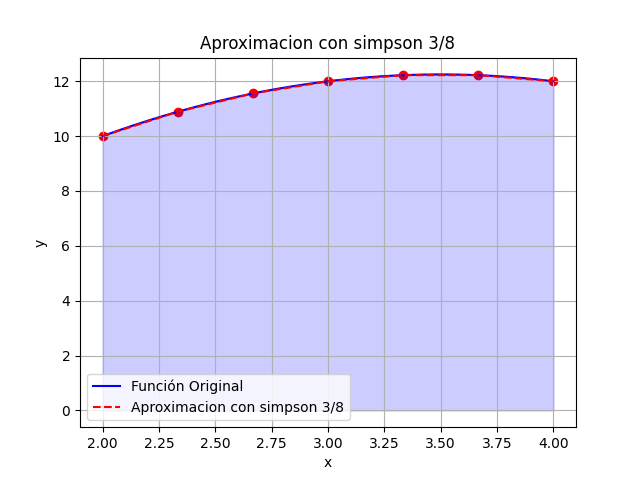 Aproximacion con simpson 3/8
y
12
10
8
6
4
2
0
Función Original
Aproximacion con simpson 3/8
2.00 2.25 2.50 2.75 3.00 3.25 3.50 3.75 4.00
x